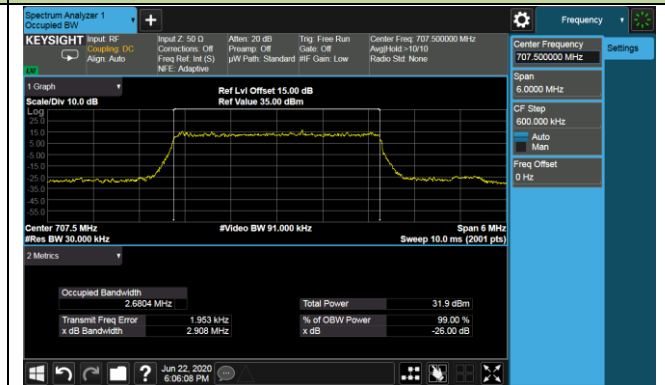 Spectrum Analyzer 1
Occupied BW
+
Frequency
KEYSIGHT
Input: RF
Coupling: DC
Align: Auto
Input Z: 50 Ω
Corrections: Off
Freq Ref: Int (S)
NFE: Adaptive
Atten: 20 dB
Preamp: Off
µW Path: Standard
Trig: Free Run
Gate: Off
#IF Gain: Low
Center Freq: 707.500000 MHz
Avg|Hold:>10/10
Radio Std: None
LM
1 Graph
Scale/Div 10.0 dB
Ref Lvl Offset 15.00 dB
Ref Value 35.00 dBm
Log
25.0
15.0
5.00
-5.00
-15.0
-25.0
-35.0
-45.0
-55.0
Center 707.5 MHz
#Res BW 30.000 kHz
#Video BW 91.000 kHz
Span 6 MHz
Sweep 10.0 ms (2001 pts)
2 Metrics
Occupied Bandwidth
2.6804 MHz
Transmit Freq Error 1.953 kHz
x dB Bandwidth 2.908 MHz
Total Power 31.9 dBm
% of OBW Power 99.00 %
x dB -26.00 dB
?
Jun 22, 2020
6:06:08 PM
Center Frequency
707.500000 MHz
Span
6.0000 MHz
CF Step
600.000 kHz
Auto
Man
Freq Offset
0 Hz
Settings